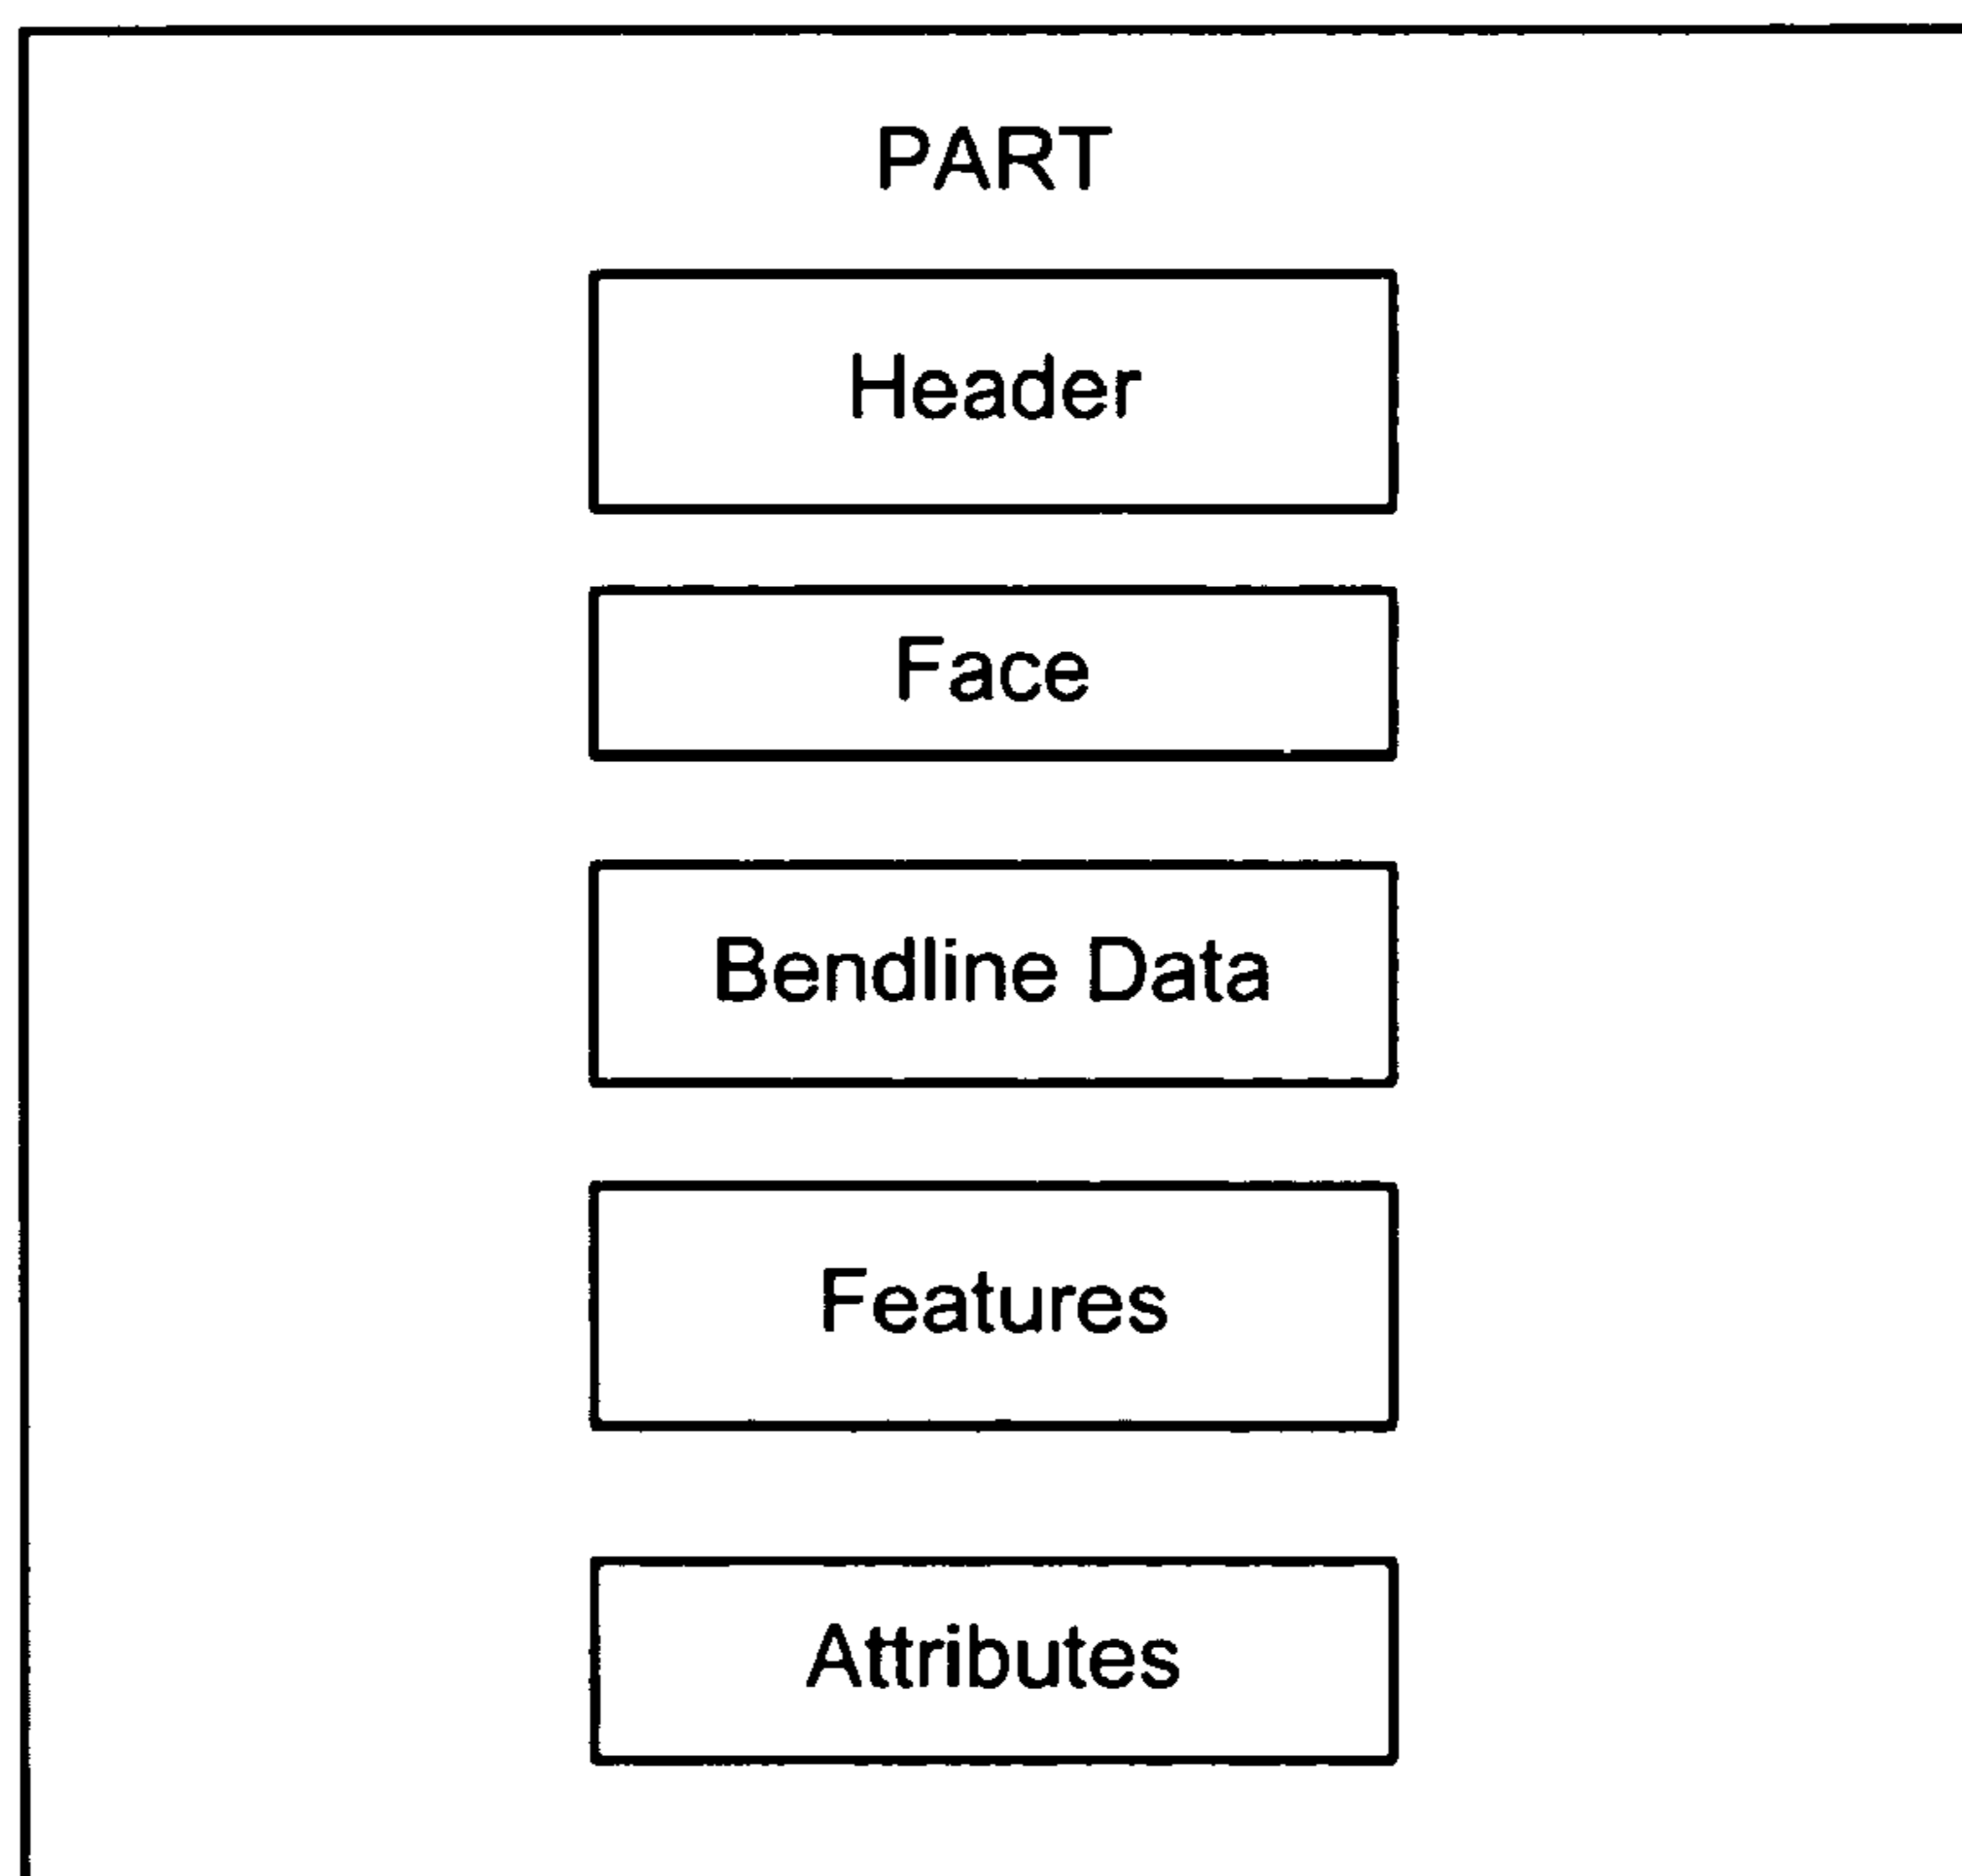 PART
Header
Face
Bendline Data
Features
Attributes